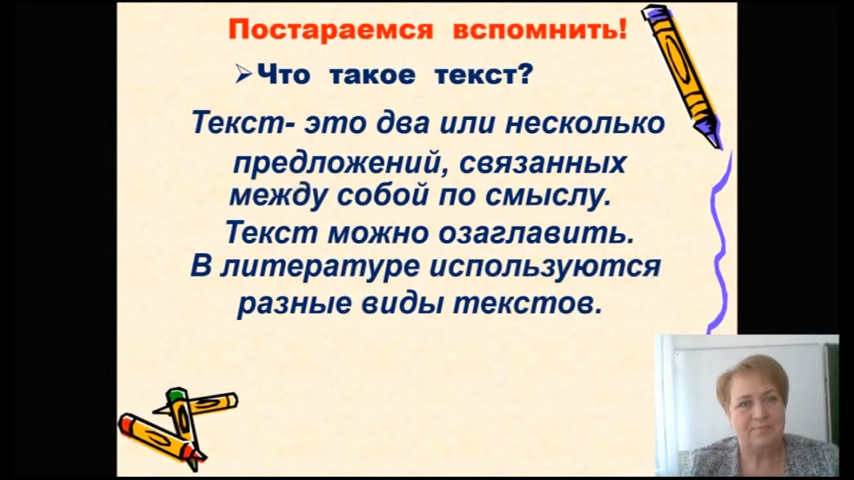 Постараемся вспомнить!
Что такое текст?
Текст- это два или несколько
предложений, связанных
между собой по смыслу.
Текст можно озаглавить.
В литературе используются
разные виды текстов.